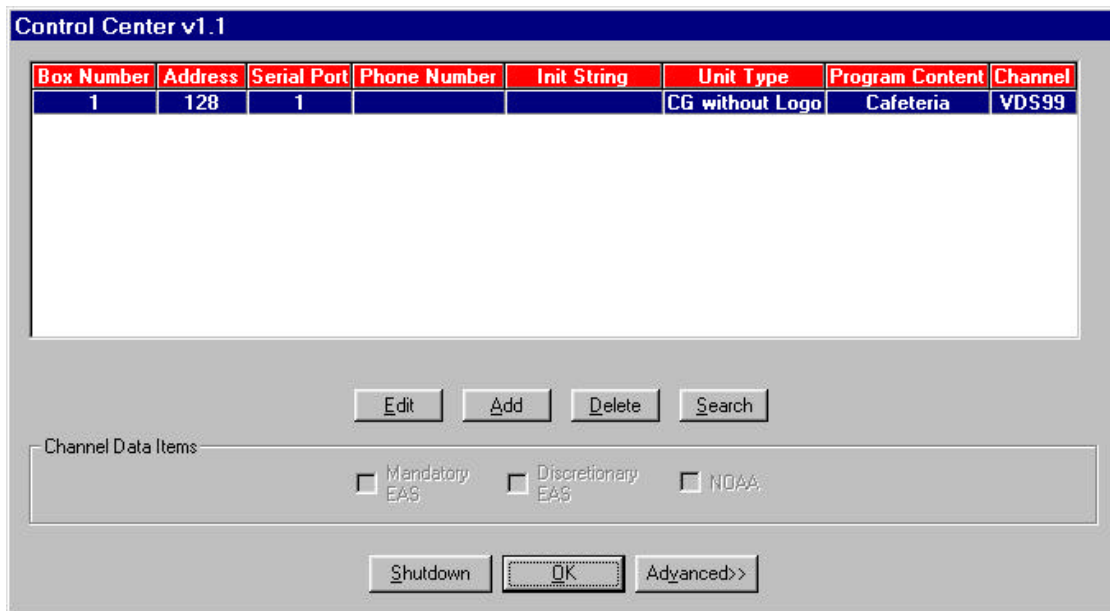 Control Center v1.1
Box Number Address Serial Port Phone Number Init String Unit Type Program Content Channel
1 128 1 CG without Logo Cafeteria VDS99
Edit Add Delete Search
Channel Data Items
Mandatory EAS Discretionary EAS NOAA
Shutdown OK Advanced>>